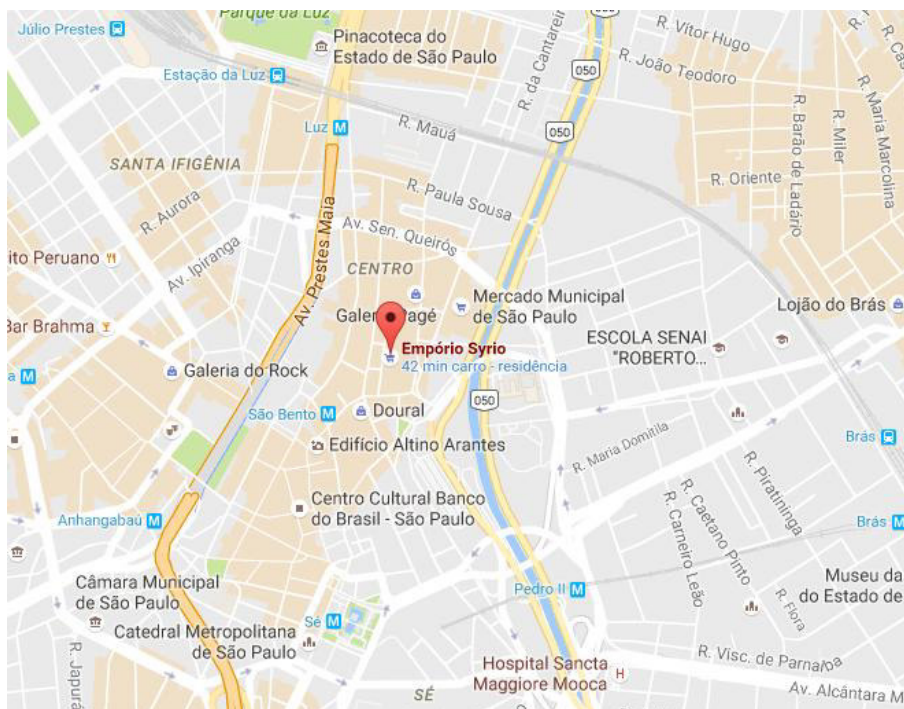 Parque da Luz
Júlio Prestes
Pinacoteca do
Estado de São Paulo
Estação da Luz
R. da Cantarei
R. Vítor Hugo
R. João Teodoro
050
050
Luz M
R. Mauá
R. Barão de Ladário
R. Miler
R. Maria Marcolina
SANTA IFIGÊNIA
R. Oriente
R. Aurora
R. Paula Sousa
Av. Prestes Maia
Av. Sen. Queirós
ito Peruano
Av. Ipiranga
CENTRO
Mercado Municipal
de São Paulo
Lojão do Brás
Bar Brahma
Empório Syrio
42 min carro - residência
ESCOLA SENAI
"ROBERTO...
Galeria do Rock
M
São Bento M
Doural
050
Edifício Altino Arantes
R. Maria Domitila
Brás
R. Piratininga
Centro Cultural Banco
do Brasil - São Paulo
Anhangabaú M
R. Caetano Pinto
R. Carneiro Leão
Brás M
Câmara Municipal
de São Paulo
Pedro II M
Museu da
do Estado de
R. Flora
Sé M
Catedral Metropolitana
de São Paulo
R. Japurá
Hospital Sancta
Maggiore Mooca
H
R. Visc. de Parnaíba
SÉ
Av. Alcântara M